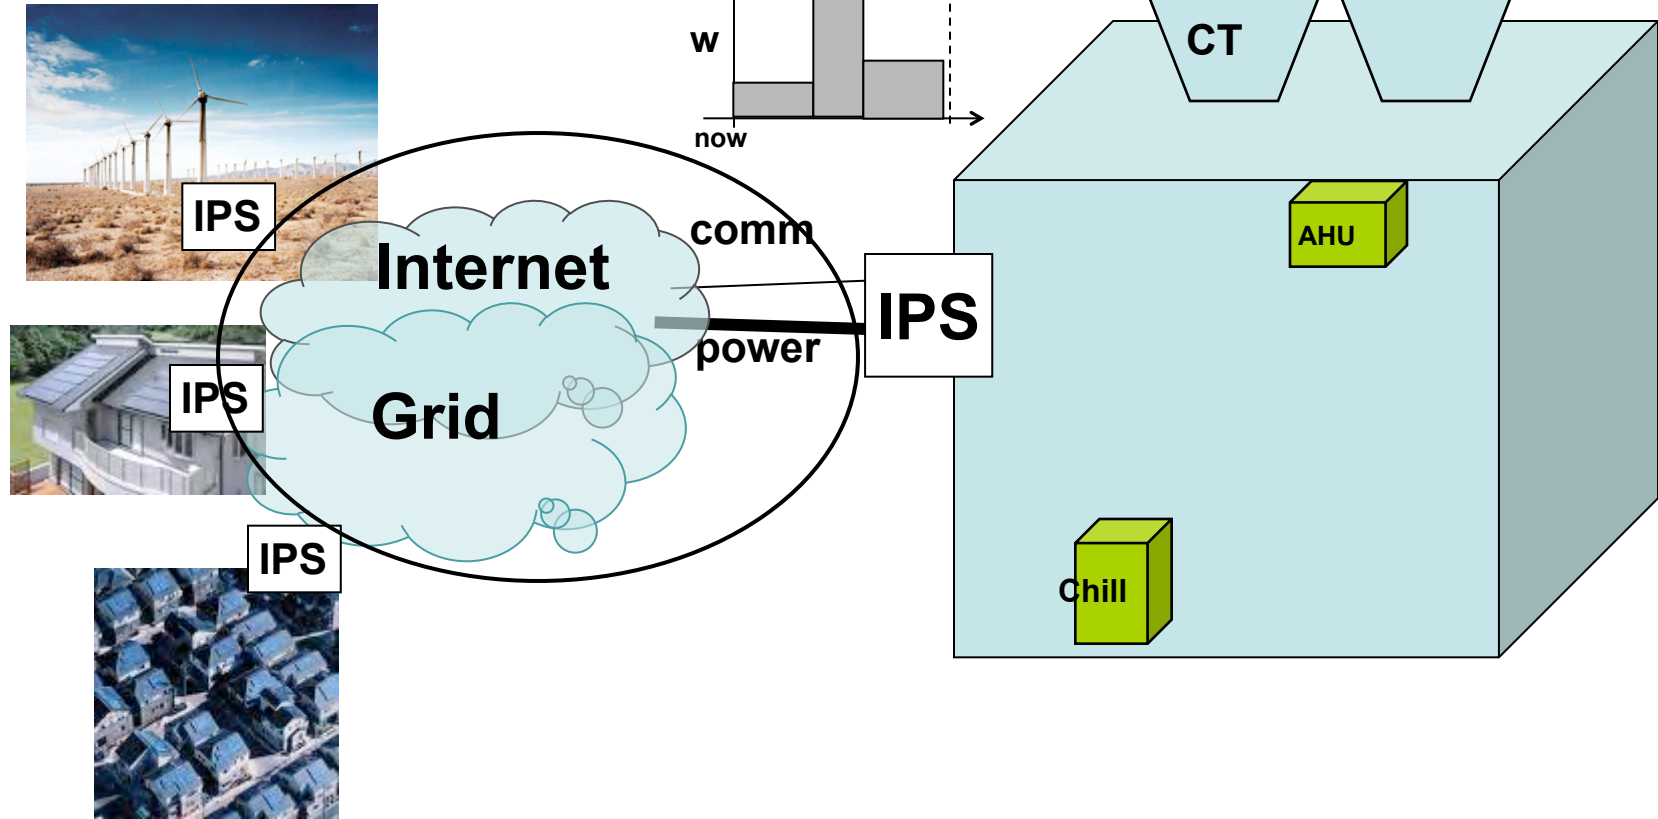 w
now
CT
IPS
comm
Internet
AHU
IPS
power
IPS
Grid
IPS
Chill